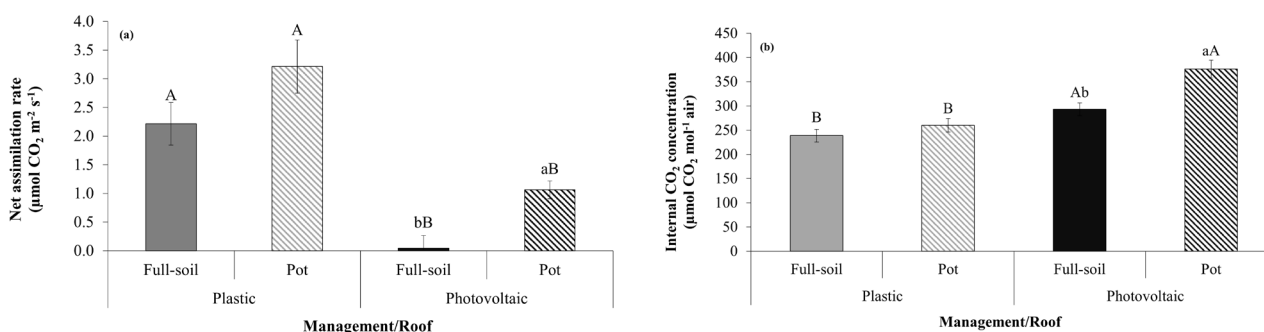 (a)
Net assimilation rate
(µmol CO₂ m⁻² s⁻¹)
4.0
3.5
3.0
2.5
2.0
1.5
1.0
0.5
0.0
A
A
bB
aB
Full-soil Pot Full-soil Pot
Plastic Photovoltaic
Management/Roof
(b)
Internal CO₂ concentration
(µmol CO₂ mol⁻¹ air)
450
400
350
300
250
200
150
100
50
0
B
B
Ab
aA
Full-soil Pot Full-soil Pot
Plastic Photovoltaic
Management/Roof